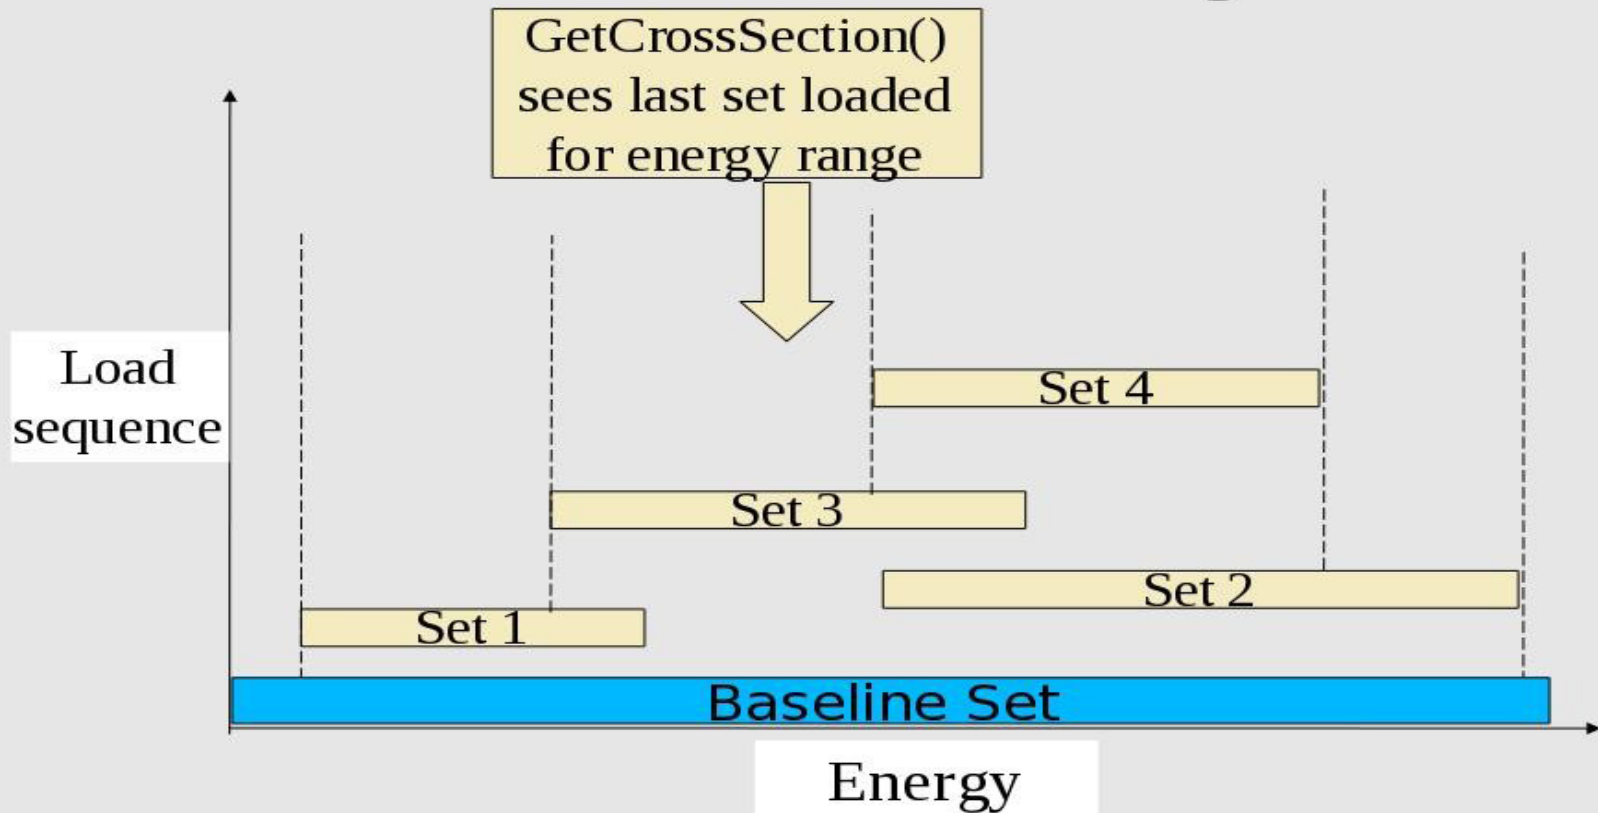 GetCrossSection()
sees last set loaded
for energy range
Load
sequence
Set 4
Set 3
Set 2
Set 1
Baseline Set
Energy